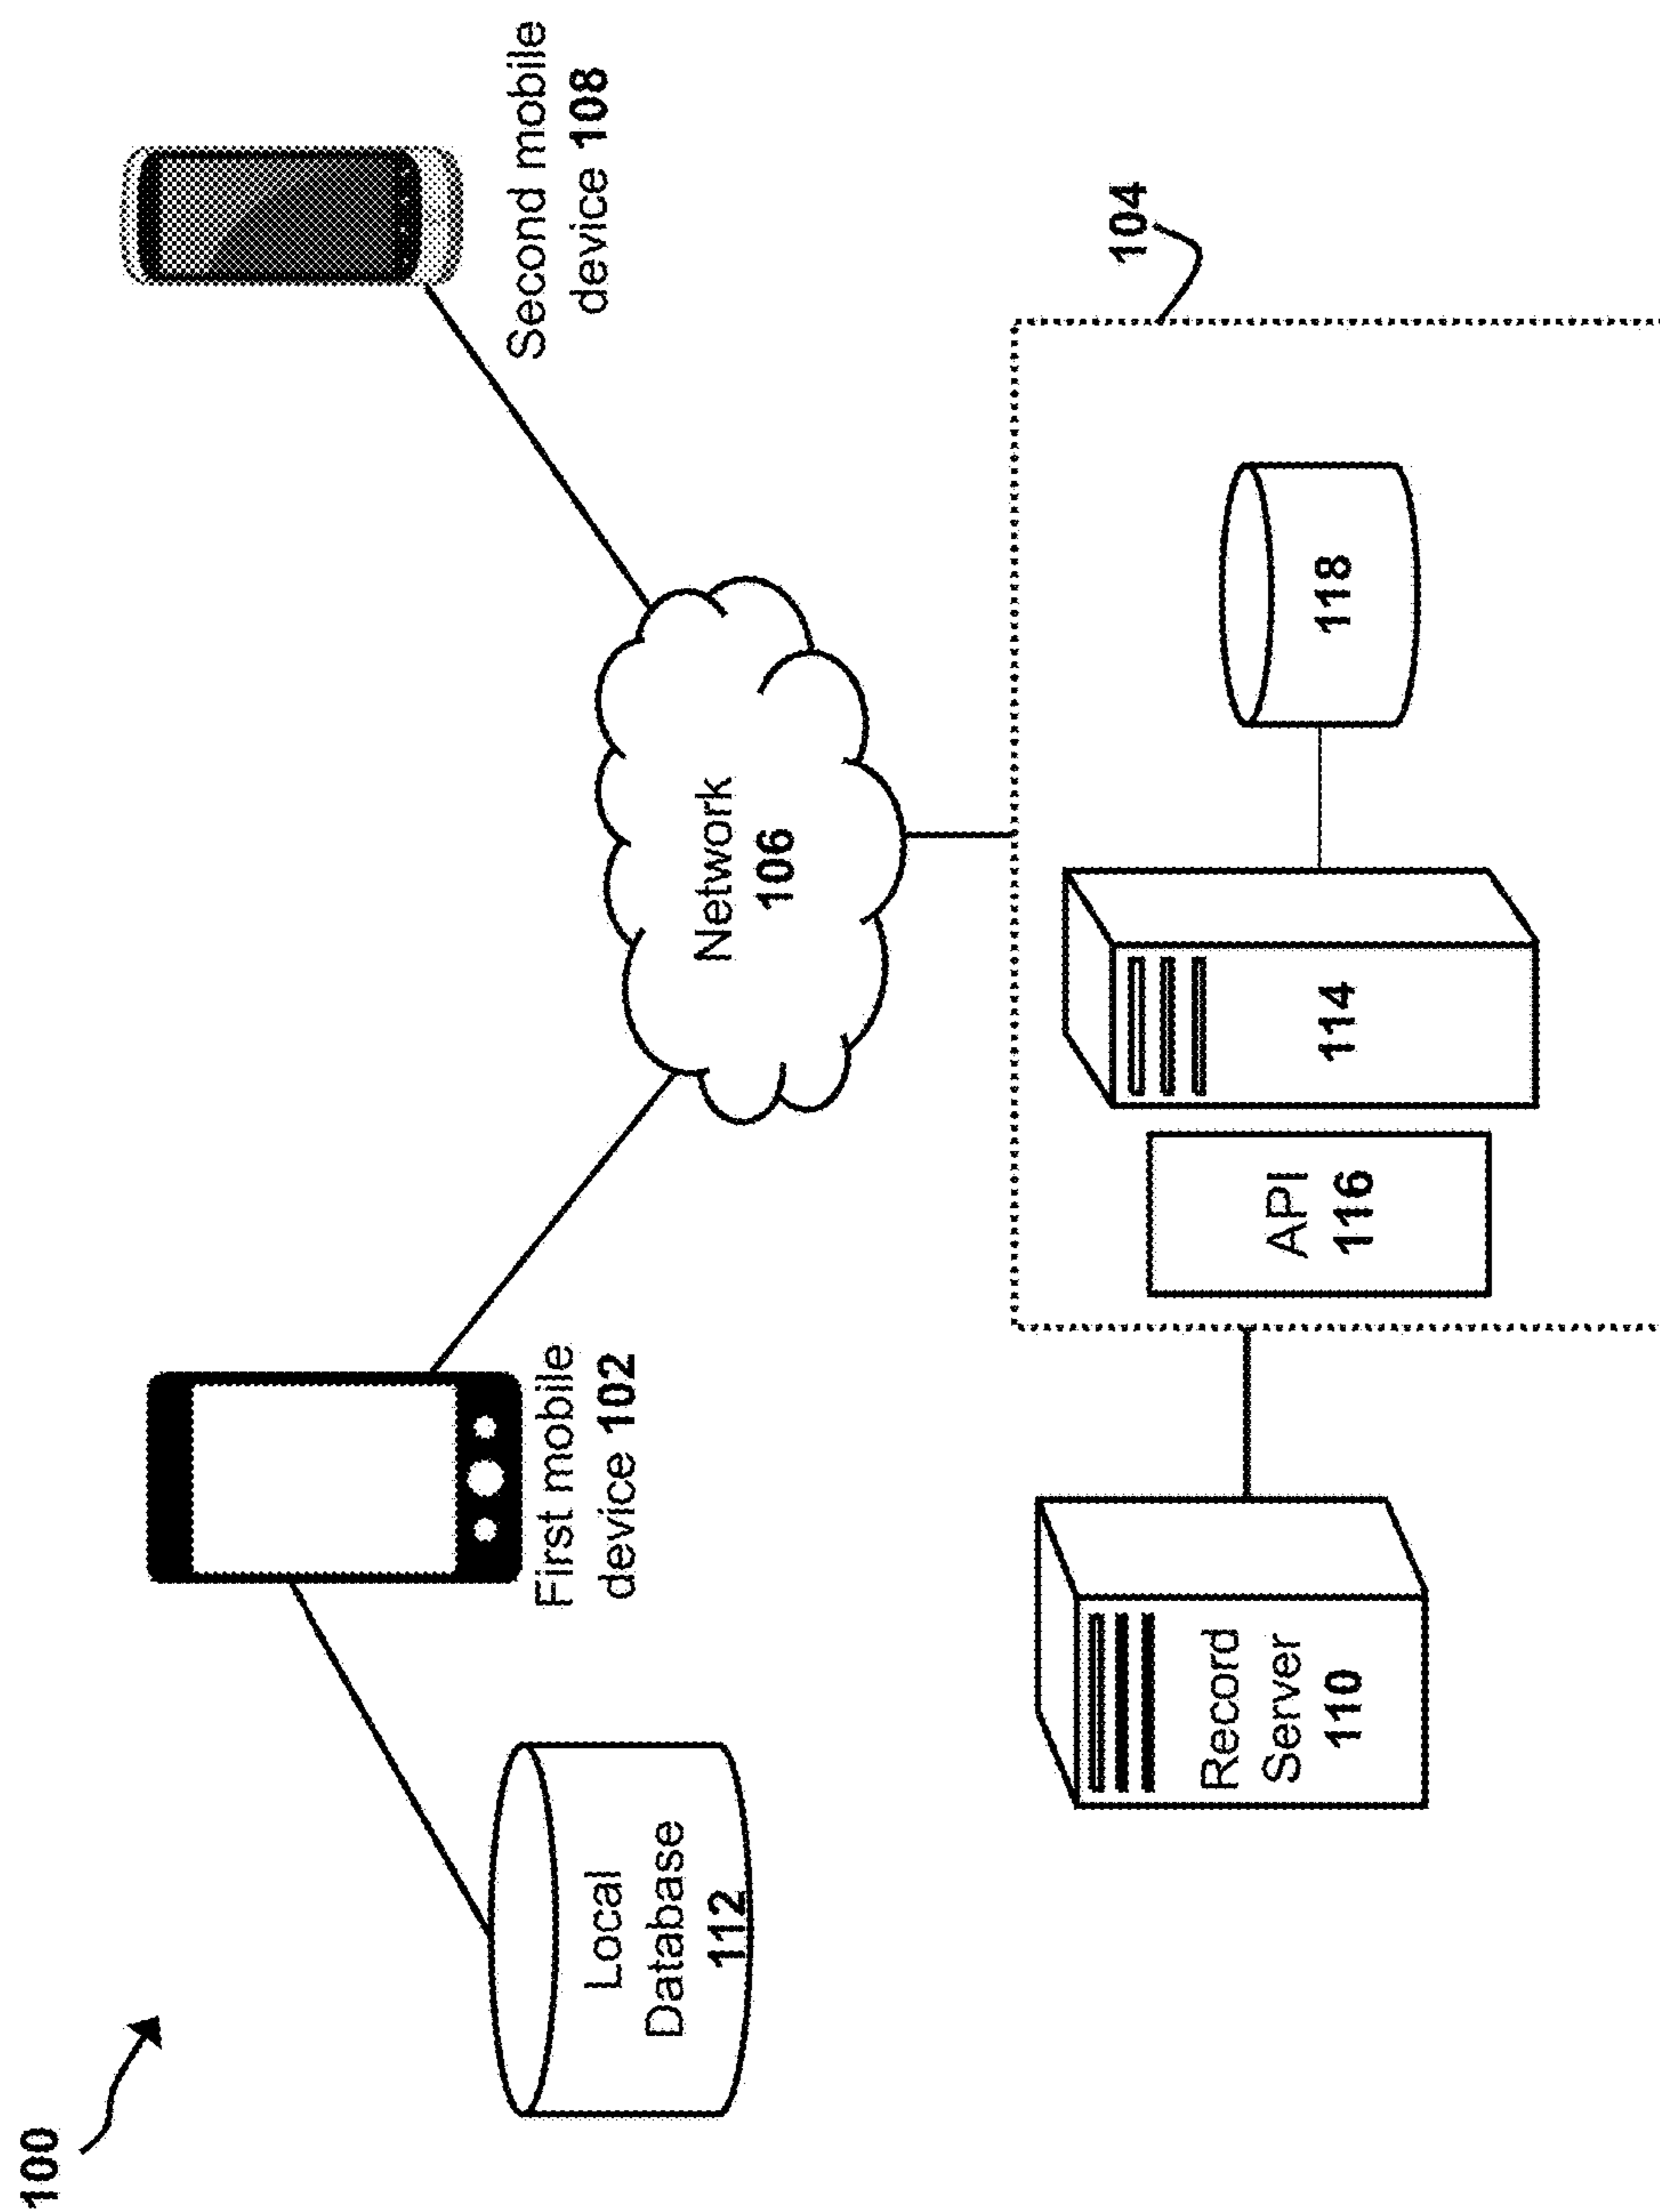 100
Second mobile
device 108
First mobile
device 102
Local
Database
112
Network
106
104
Record
Server
110
API
116
114
118